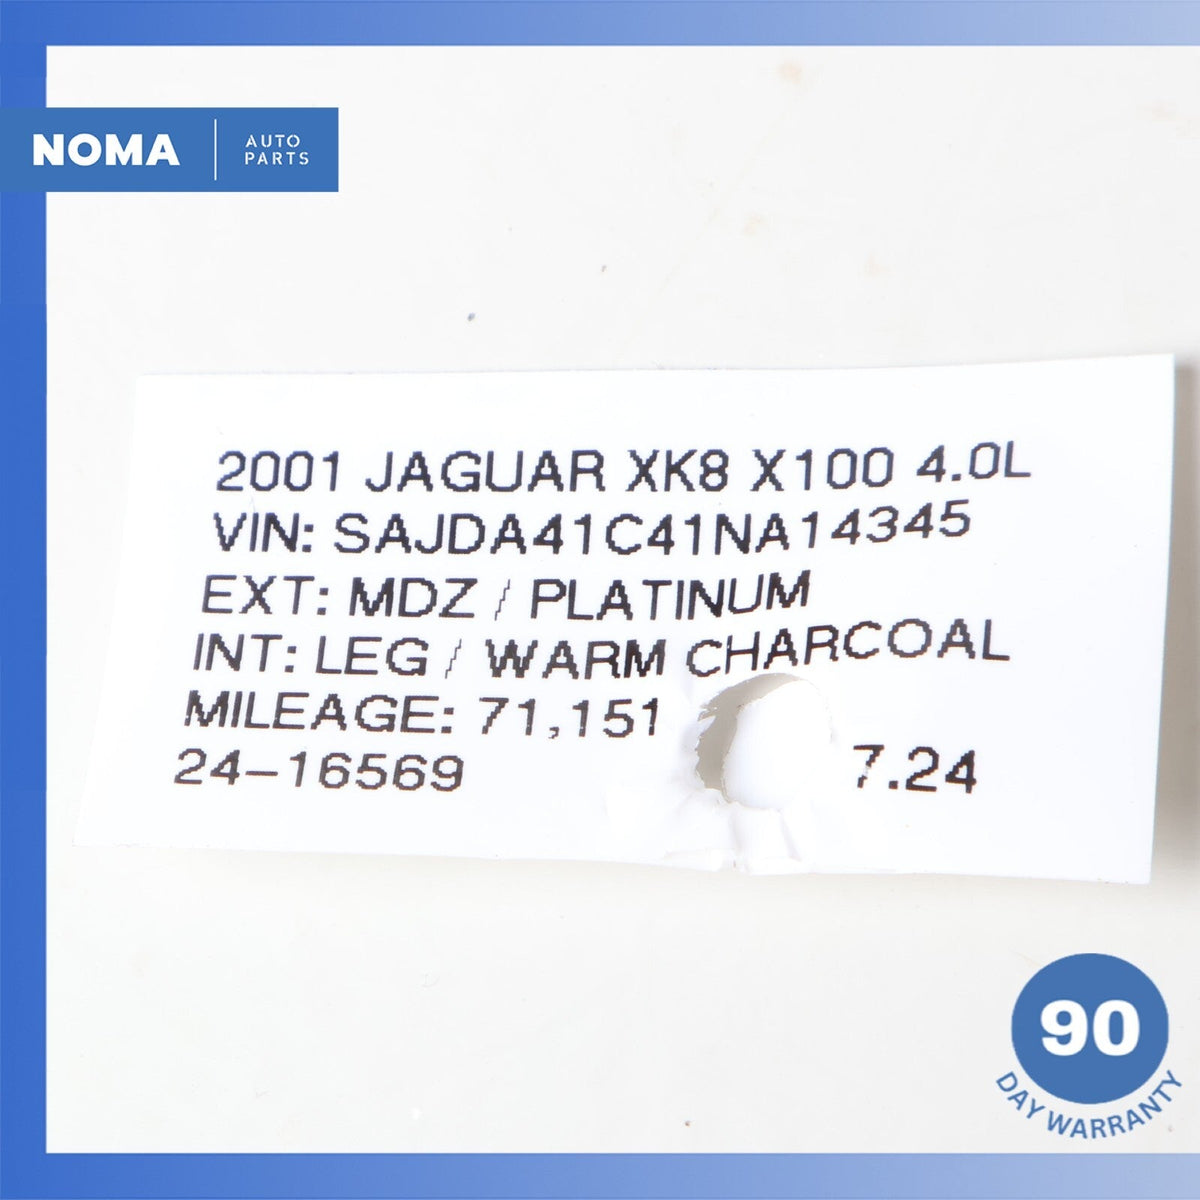 NOMA
AUTO
PARTS
2001 JAGUAR XK8 X100 4.0L
VIN: SAJDA41C41NA14345
EXT: MDZ / PLATINUM
INT: LEG / WARM CHARCOAL
MILEAGE: 71,151
24-16569 7.24
90
DAY WARRANTY